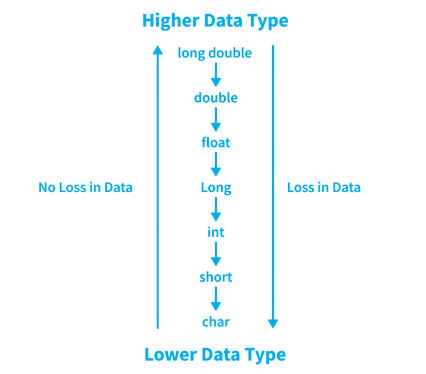 Higher Data Type
long double
double
float
No Loss in Data
Long
Loss in Data
int
short
char
Lower Data Type